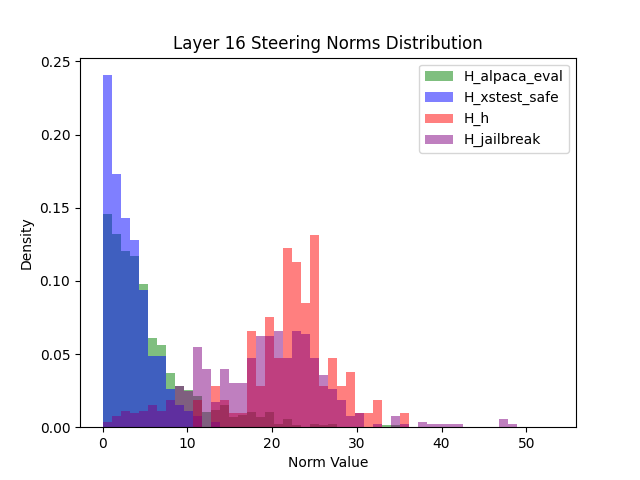 Layer 16 Steering Norms Distribution
H_alpaca_eval
H_xstest_safe
H_h
H_jailbreak
0.25
0.20
0.15
0.10
0.05
0.00
Density
0
10
20
30
40
50
Norm Value